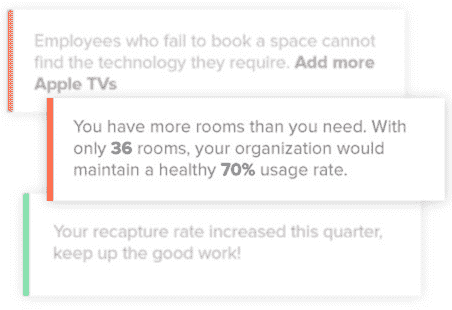 Employees who fail to book a space cannot
find the technology they require. Add more
Apple TVs
You have more rooms than you need. With
only 36 rooms, your organization would
maintain a healthy 70% usage rate.
Your recapture rate increased this quarter,
keep up the good work!